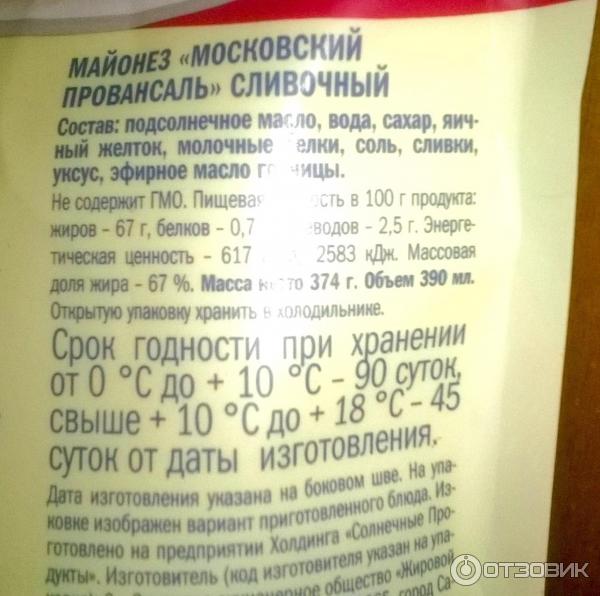 МАЙОНЕЗ «МОСКОВСКИЙ
ПРОВАНСАЛЬ» СЛИВОЧНЫЙ
Состав: подсолнечное масло, вода, сахар, яич-
ный желток, молочные белки, соль, сливки,
уксус, эфирное масло горчицы.
Не содержит ГМО. Пищевая ценность в 100 г продукта:
жиров - 67 г, белков - 0,7 углеводов - 2,5 г. Энерге-
тическая ценность - 617 2583 кДж. Массовая
доля жира - 67 %. Масса нетто 374 г. Объем 390 мл.
Открытую упаковку хранить в холодильнике.
Срок годности при хранении
от 0 °C до + 10 °C – 90 суток,
свыше + 10 °C до + 18 °C – 45
суток от даты изготовления.
Дата изготовления указана на боковом шве. На упа-
ковке изображен вариант приготовленного блюда. Из-
готовлено на предприятии Холдинга «Солнечные Про-
дукты». Изготовитель (код изготовителя указан на упа-
общество «Жировой
город Са-
ОТЗОВИК